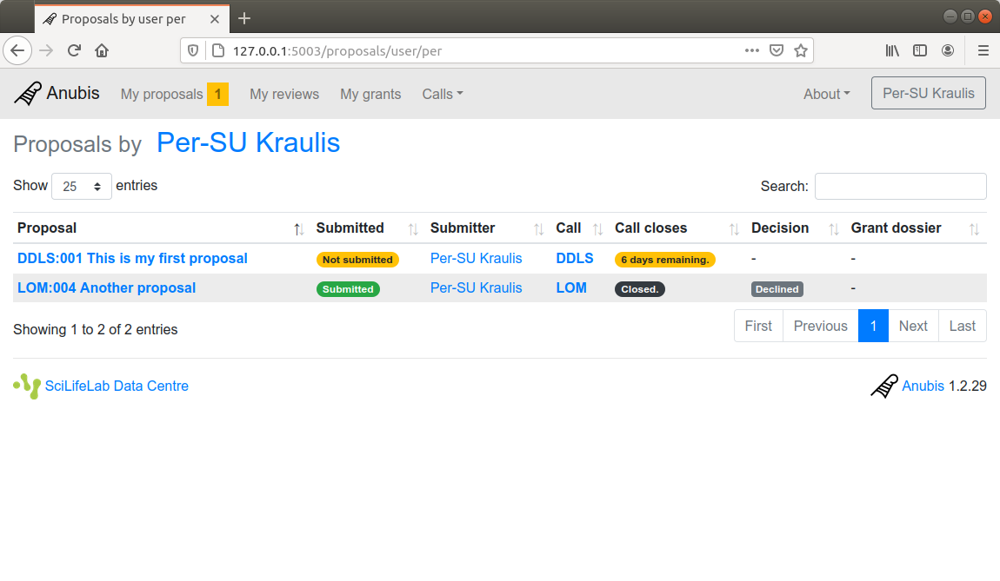 Proposals by user per
127.0.0.1:5003/proposals/user/per
Anubis My proposals 1 My reviews My grants Calls About Per-SU Kraulis
Proposals by Per-SU Kraulis
Show 25 entries Search:
Proposal Submitted Submitter Call Call closes Decision Grant dossier
DDLS:001 This is my first proposal Not submitted Per-SU Kraulis DDLS 6 days remaining. - -
LOM:004 Another proposal Submitted Per-SU Kraulis LOM Closed. Declined -
Showing 1 to 2 of 2 entries First Previous 1 Next Last
SciLifeLab Data Centre Anubis 1.2.29